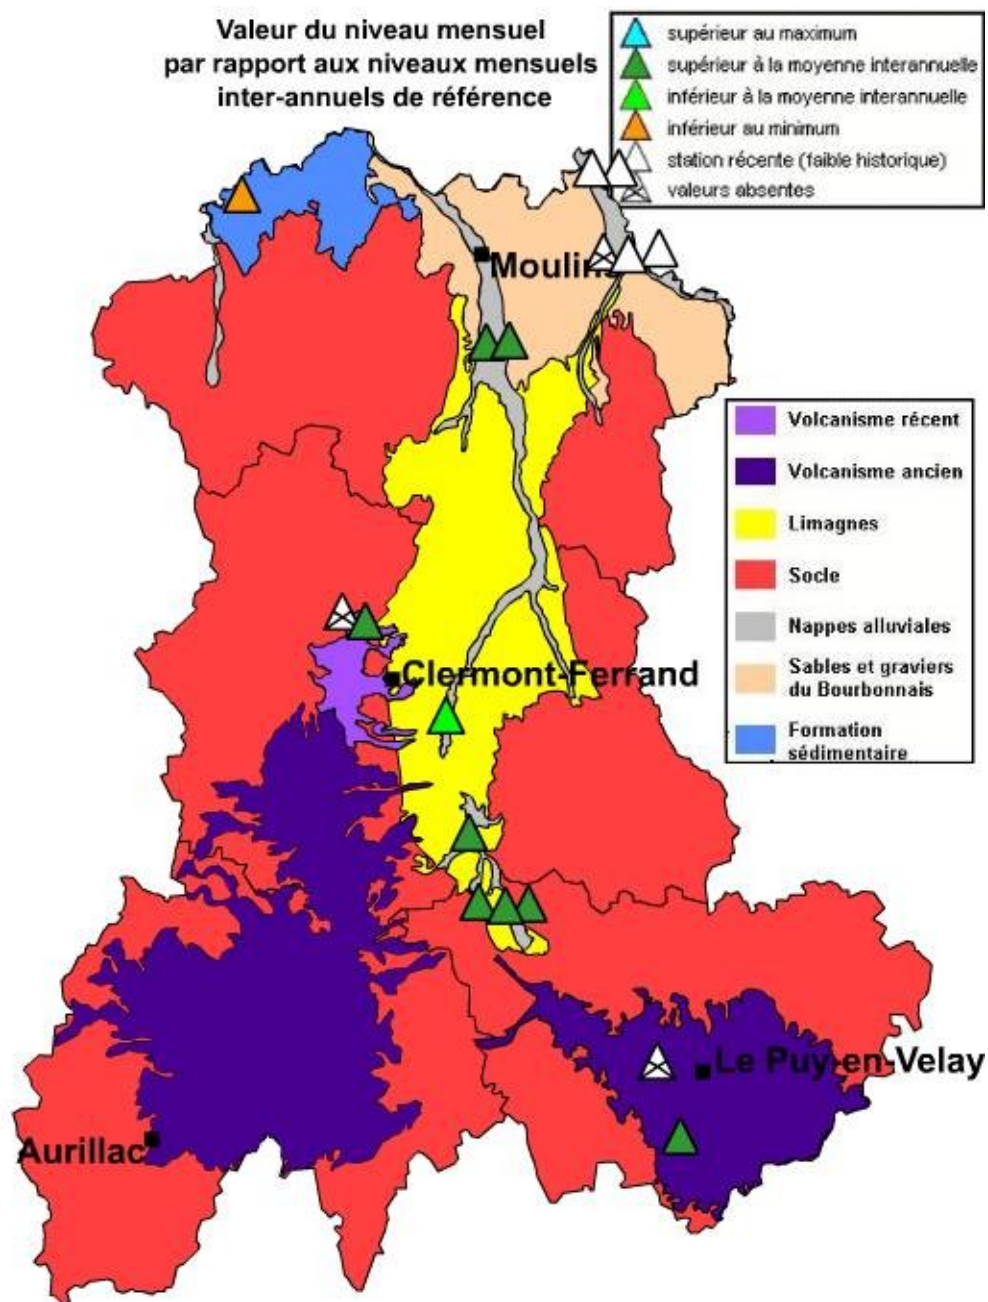 Valeur du niveau mensuel
par rapport aux niveaux mensuels
inter-annuels de référence
supérieur au maximum
supérieur à la moyenne interannuelle
inférieur à la moyenne interannuelle
inférieur au minimum
station récente (faible historique)
valeurs absentes
Moulin
Volcanisme récent
Volcanisme ancien
Limagnes
Socle
Nappes alluviales
Sables et graviers
du Bourbonnais
Formation
sédimentaire
Clermont-Ferrand
Le Puy-en-Velay
Aurillac